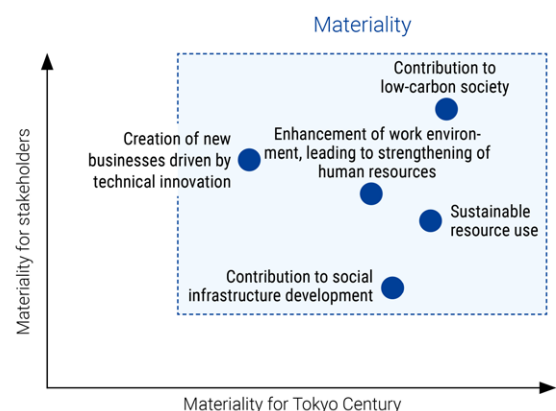 Materiality
Contribution to
low-carbon society
Creation of new
businesses driven by
technical innovation
Enhancement of work environ-
ment, leading to strengthening of
human resources
Sustainable
resource use
Contribution to social
infrastructure development
Materiality for stakeholders
Materiality for Tokyo Century